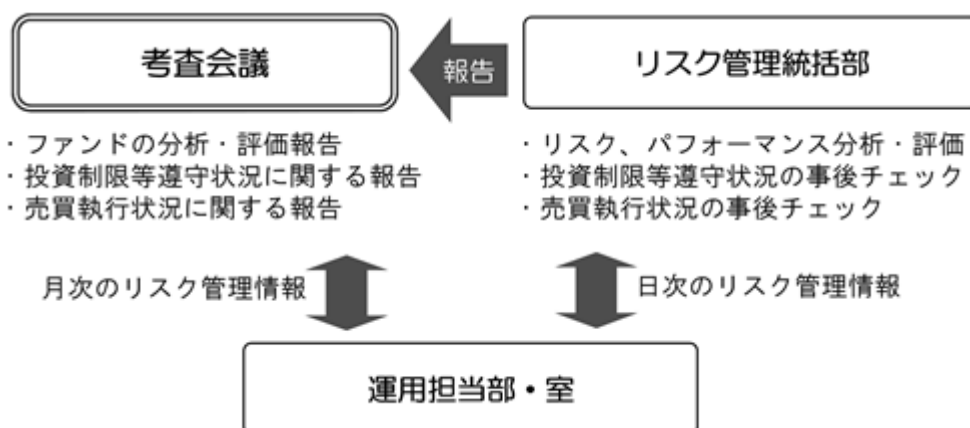 考査会議
報告
リスク管理統括部
・ファンドの分析・評価報告
・投資制限等遵守状況に関する報告
・売買執行状況に関する報告
・リスク、パフォーマンス分析・評価
・投資制限等遵守状況の事後チェック
・売買執行状況の事後チェック
月次のリスク管理情報
日次のリスク管理情報
運用担当部・室